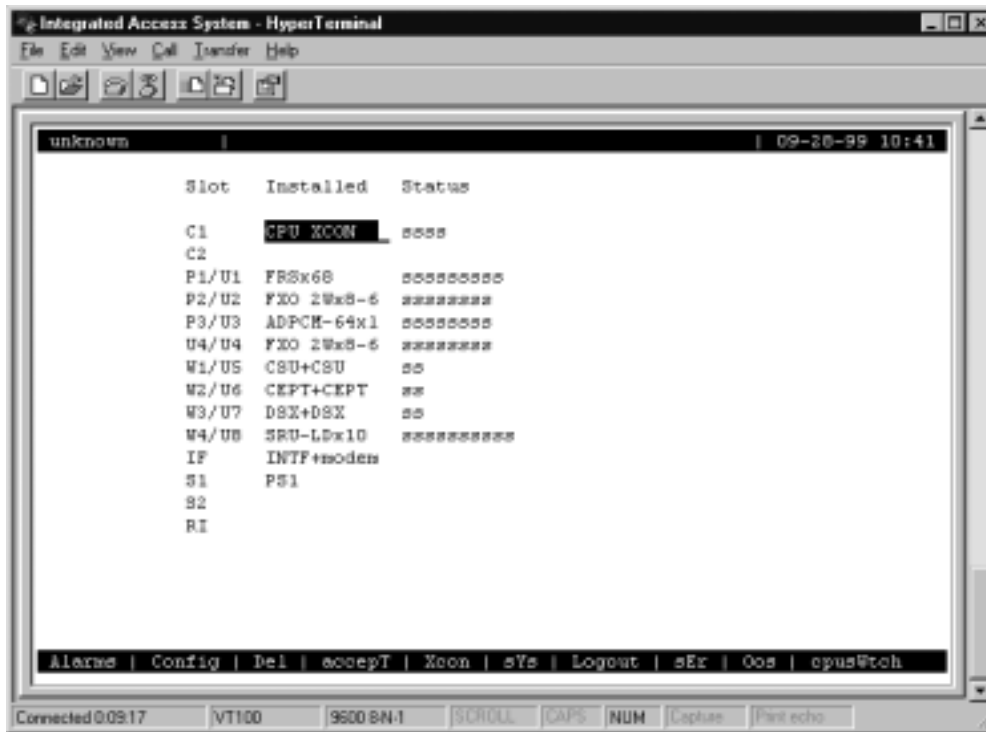 Integrated Access System - HyperTerminal
File Edit View Call Transfer Help
unknown | | 09-28-99 10:41
Slot Installed Status
C1 CPU XCON _ ssss
C2
P1/U1 FRSx68 sssssssss
P2/U2 FXO 2Wx8-6 ssssssss
P3/U3 ADPCM-64x1 ssssssss
U4/U4 FXO 2Wx8-6 ssssssss
W1/U5 CSU+CSU ss
W2/U6 CEPT+CEPT ss
W3/U7 DSX+DSX ss
W4/U8 SRU-LDx10 ssssssssss
IF INTF+modem
S1 PS1
S2
RI
Alarms | Config | Del | accepT | Xcon | sYs | Logout | sEr | Oos | cpusWtch
Connected 0:09:17 VT100 9600 8-N-1 SCROLL CAPS NUM Capture Print echo